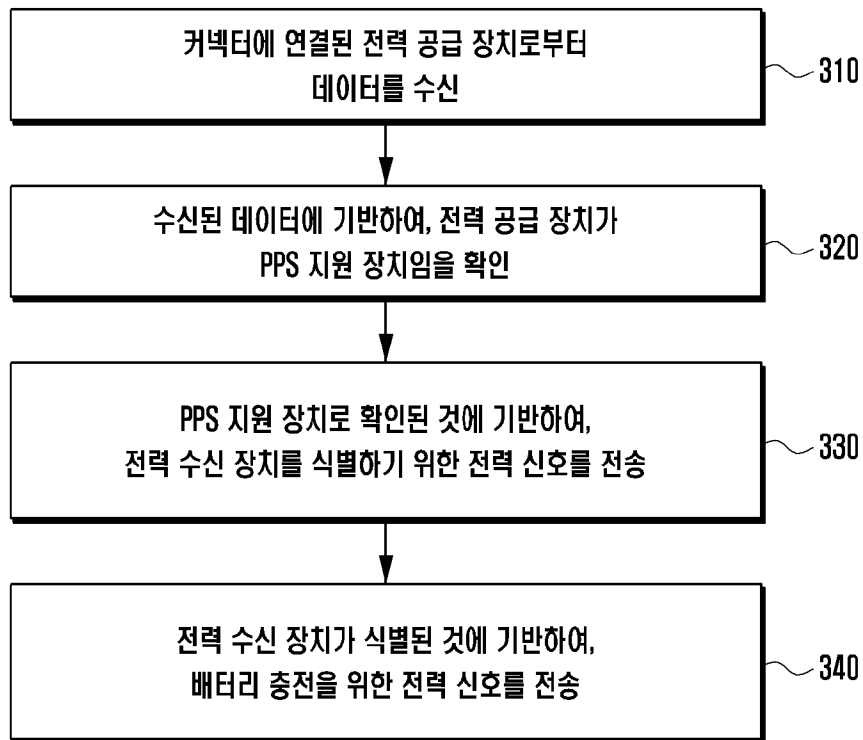 커넥터에 연결된 전력 공급 장치로부터
데이터를 수신
310
수신된 데이터에 기반하여, 전력 공급 장치가
PPS 지원 장치임을 확인
320
PPS 지원 장치로 확인된 것에 기반하여,
전력 수신 장치를 식별하기 위한 전력 신호를 전송
330
전력 수신 장치가 식별된 것에 기반하여,
배터리 충전을 위한 전력 신호를 전송
340